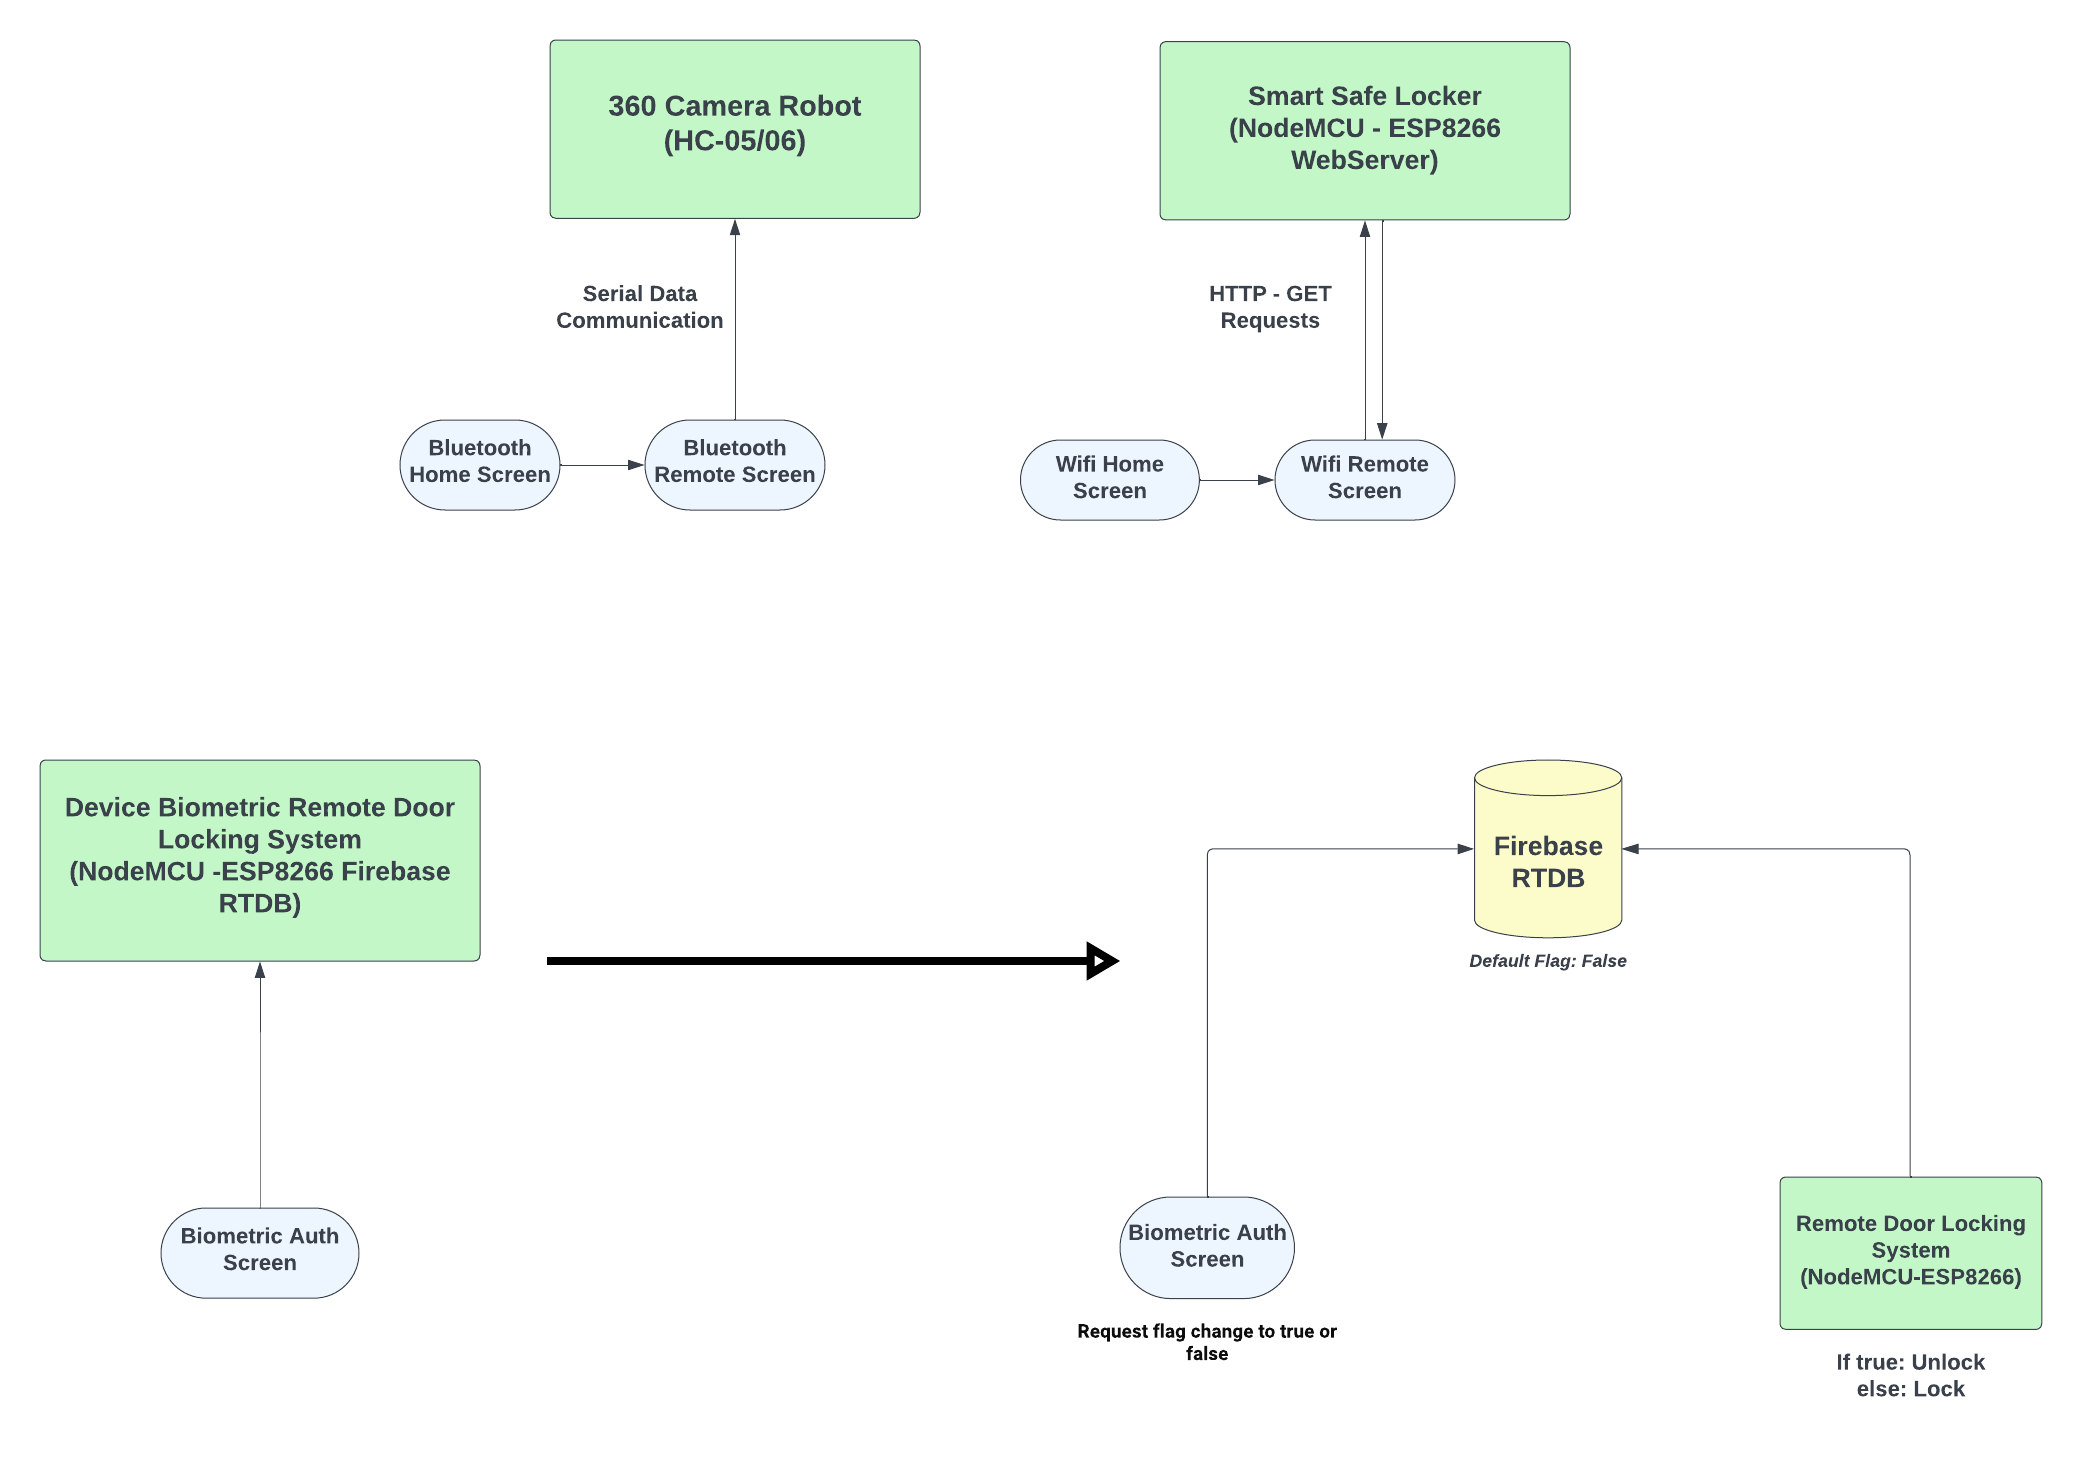 360 Camera Robot
(HC-05/06)
Smart Safe Locker
(NodeMCU - ESP8266
WebServer)
Serial Data
Communication
HTTP - GET
Requests
Bluetooth
Home Screen
Bluetooth
Remote Screen
Wifi Home
Screen
Wifi Remote
Screen
Device Biometric Remote Door
Locking System
(NodeMCU -ESP8266 Firebase
RTDB)
Firebase
RTDB
Default Flag: False
Biometric Auth
Screen
Biometric Auth
Screen
Request flag change to true or
false
Remote Door Locking
System
(NodeMCU-ESP8266)
If true: Unlock
else: Lock